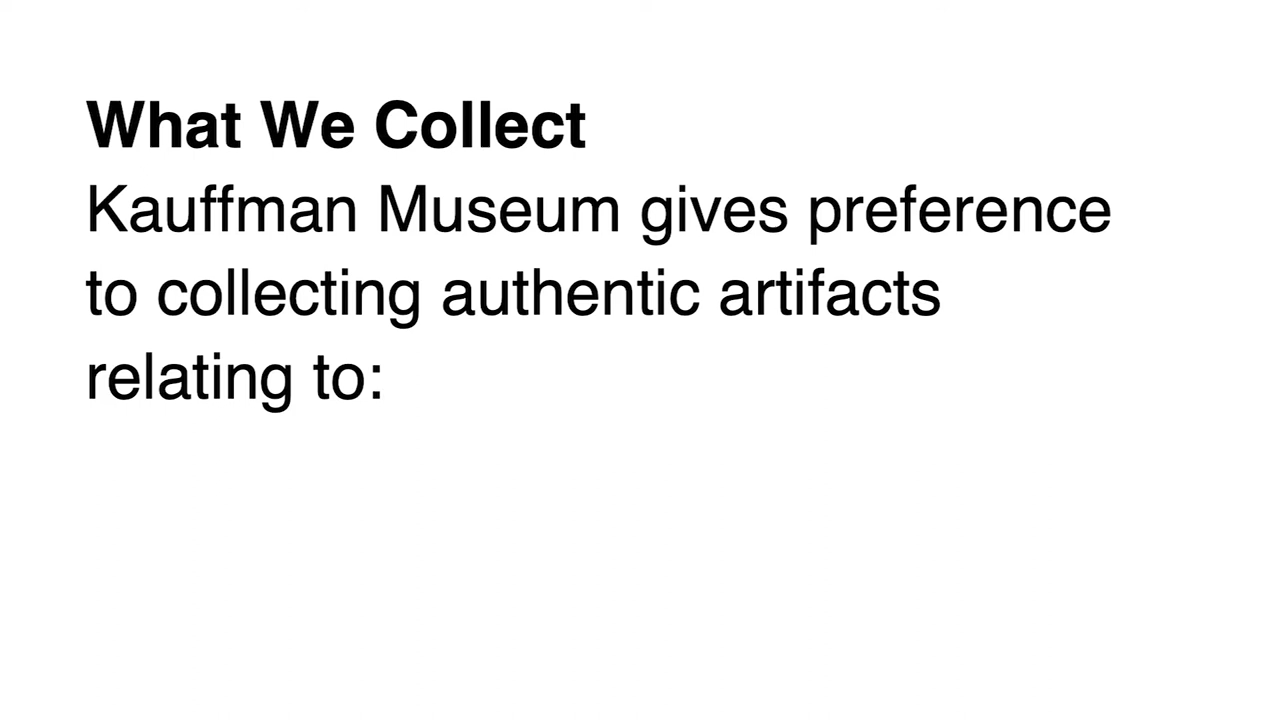 What We Collect
Kauffman Museum gives preference
to collecting authentic artifacts
relating to: